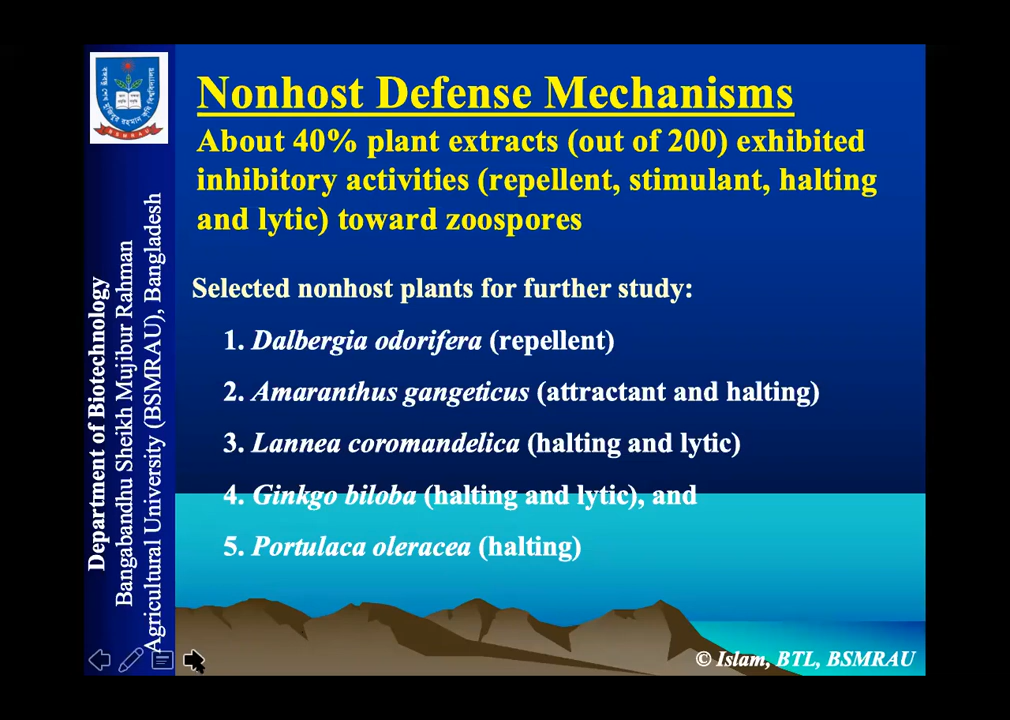 Nonhost Defense Mechanisms
About 40% plant extracts (out of 200) exhibited
inhibitory activities (repellent, stimulant, halting
and lytic) toward zoospores
Selected nonhost plants for further study:
1. Dalbergia odorifera (repellent)
2. Amaranthus gangeticus (attractant and halting)
3. Lannea coromandelica (halting and lytic)
4. Ginkgo biloba (halting and lytic), and
5. Portulaca oleracea (halting)
Department of Biotechnology
Bangabandhu Sheikh Mujibur Rahman
Agricultural University (BSMRAU), Bangladesh
BSMRAU
© Islam, BTL, BSMRAU